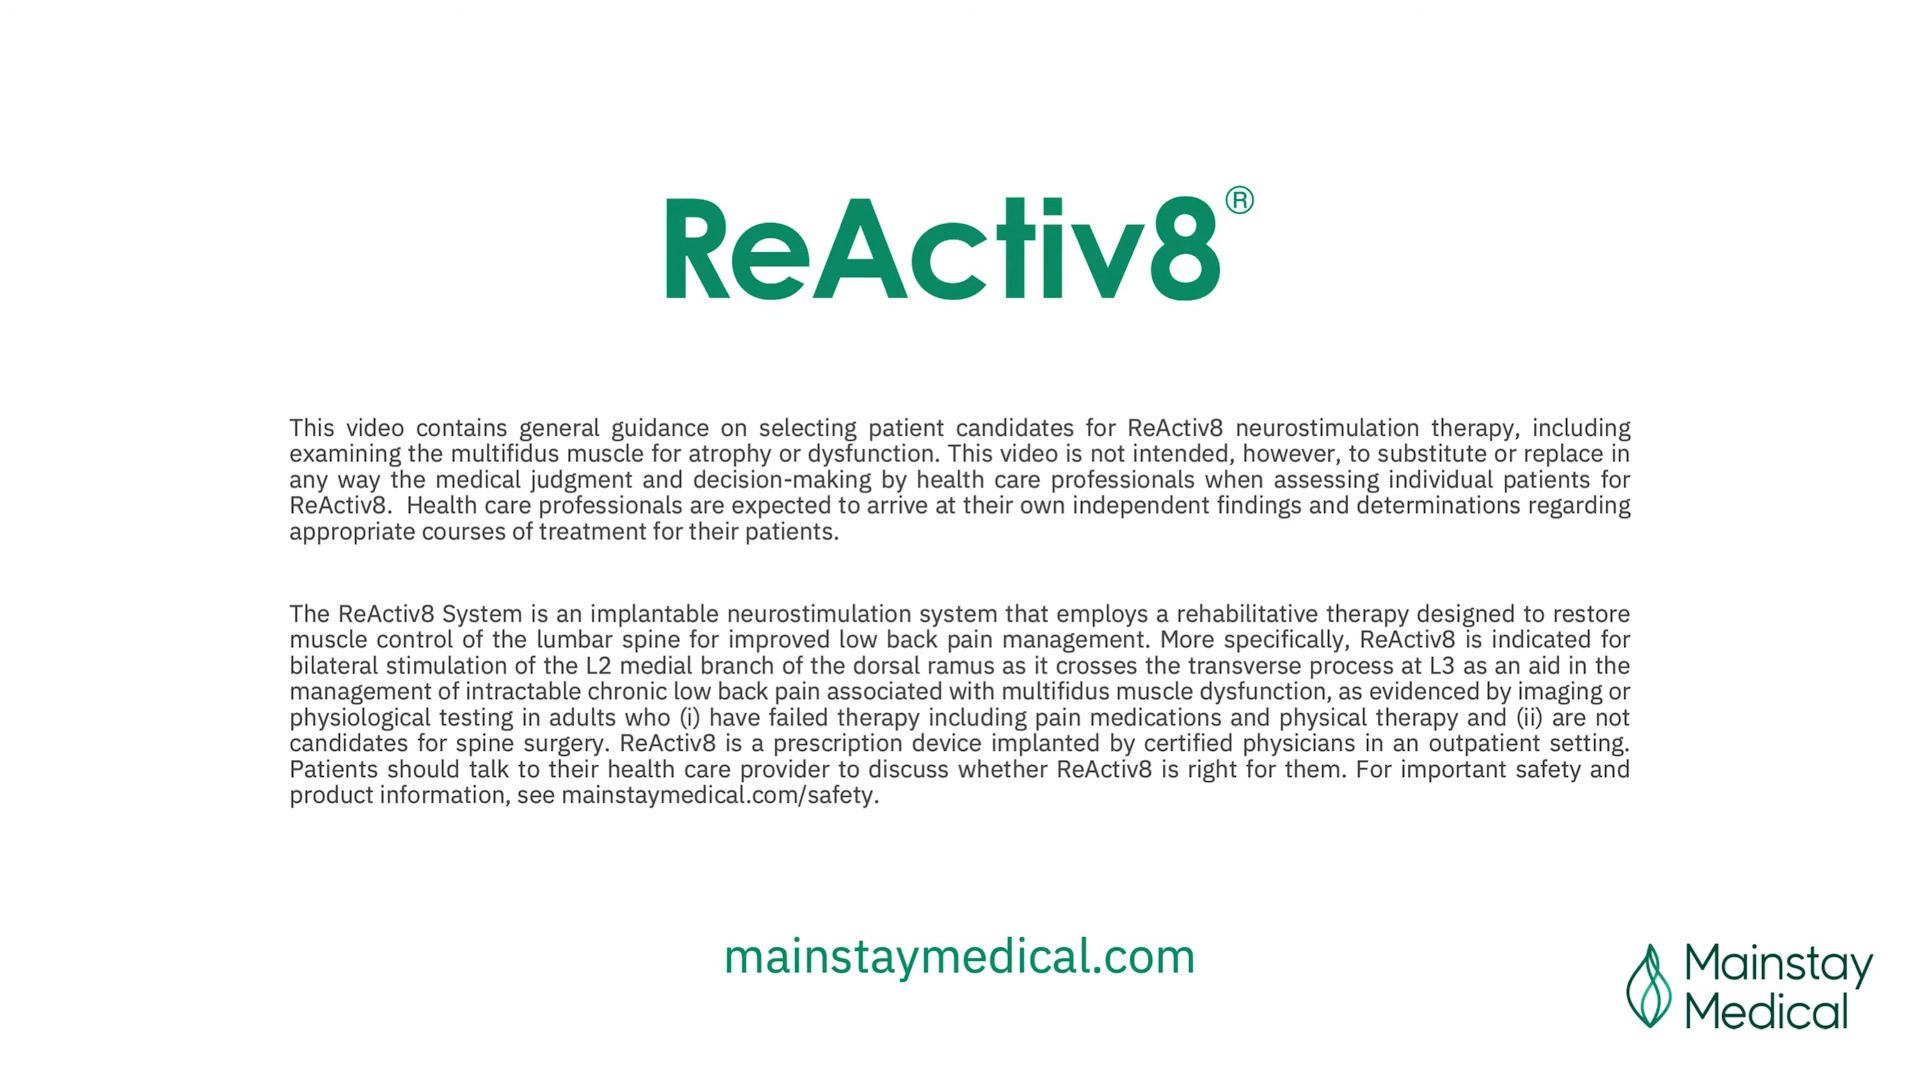 ReActiv8®
This video contains general guidance on selecting patient candidates for ReActiv8 neurostimulation therapy, including
examining the multifidus muscle for atrophy or dysfunction. This video is not intended, however, to substitute or replace in
any way the medical judgment and decision-making by health care professionals when assessing individual patients for
ReActiv8.  Health care professionals are expected to arrive at their own independent findings and determinations regarding
appropriate courses of treatment for their patients.
The ReActiv8 System is an implantable neurostimulation system that employs a rehabilitative therapy designed to restore
muscle control of the lumbar spine for improved low back pain management. More specifically, ReActiv8 is indicated for
bilateral stimulation of the L2 medial branch of the dorsal ramus as it crosses the transverse process at L3 as an aid in the
management of intractable chronic low back pain associated with multifidus muscle dysfunction, as evidenced by imaging or
physiological testing in adults who (i) have failed therapy including pain medications and physical therapy and (ii) are not
candidates for spine surgery. ReActiv8 is a prescription device implanted by certified physicians in an outpatient setting.
Patients should talk to their health care provider to discuss whether ReActiv8 is right for them. For important safety and
product information, see mainstaymedical.com/safety.
mainstaymedical.com
Mainstay
Medical